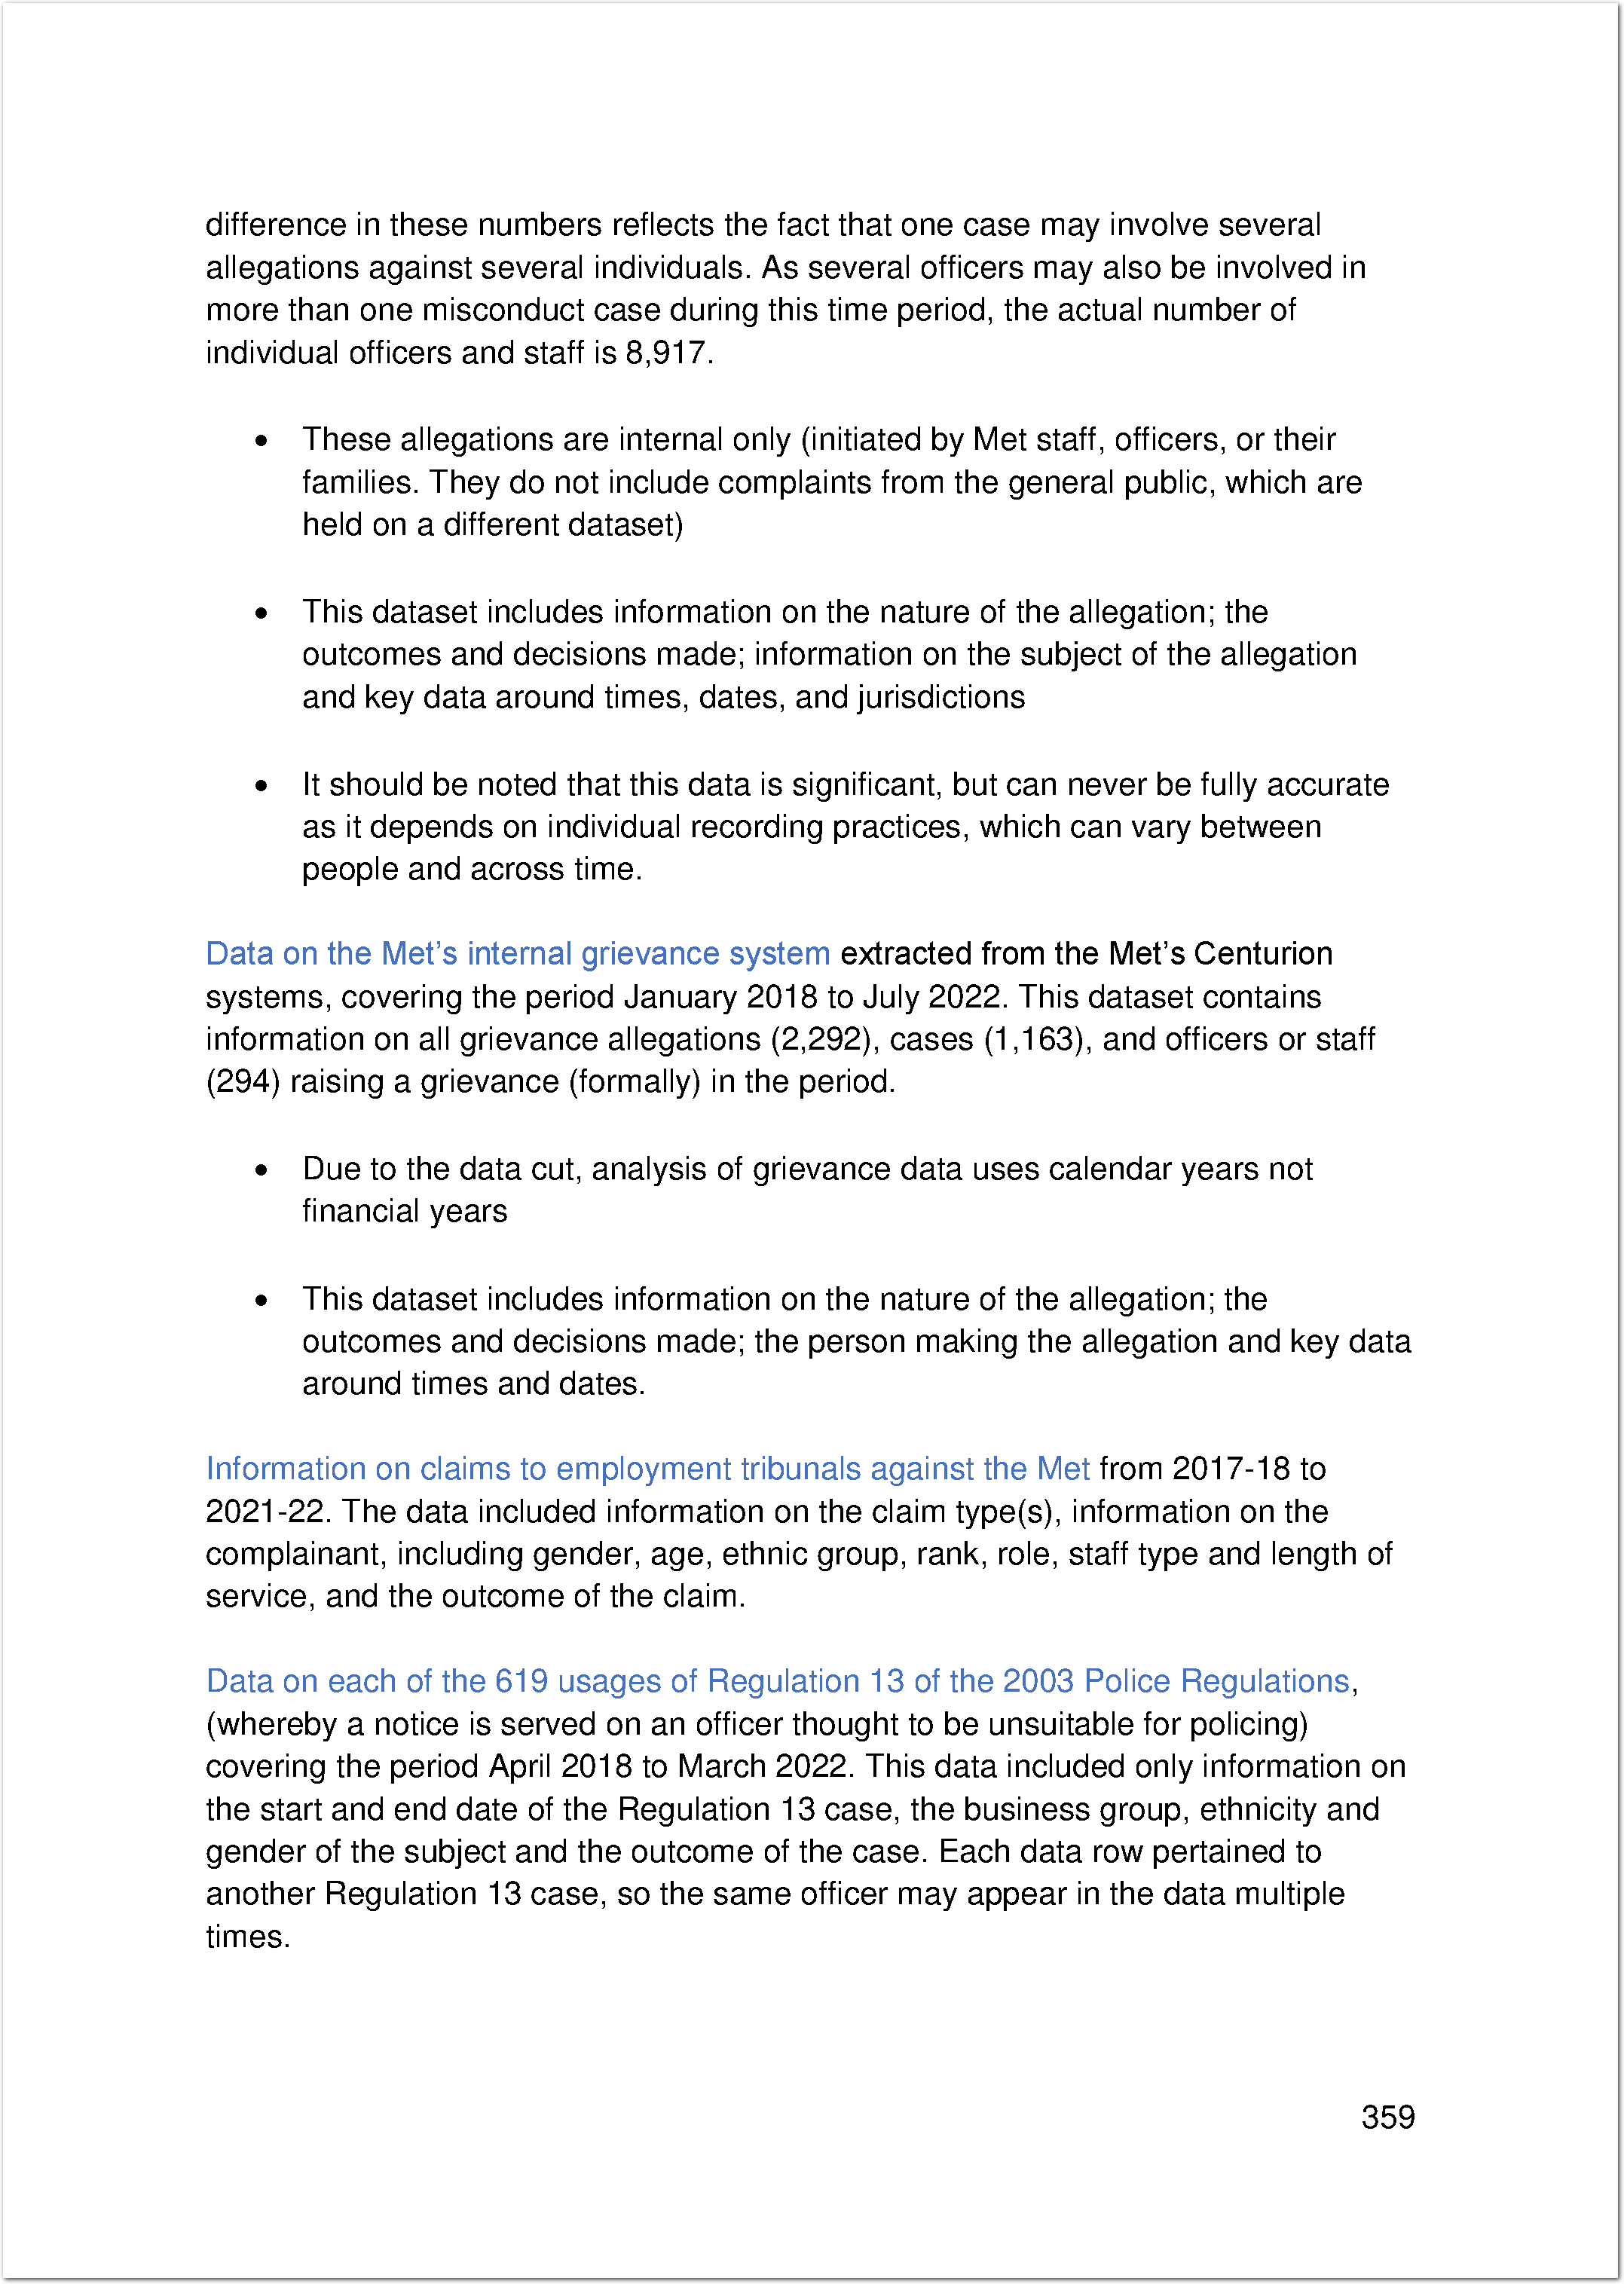 difference in these numbers reflects the fact that one case may involve several
allegations against several individuals. As several officers may also be involved in
more than one misconduct case during this time period, the actual number of
individual officers and staff is 8,917.
• These allegations are internal only (initiated by Met staff, officers, or their
families. They do not include complaints from the general public, which are
held on a different dataset)
• This dataset includes information on the nature of the allegation; the
outcomes and decisions made; information on the subject of the allegation
and key data around times, dates, and jurisdictions
• It should be noted that this data is significant, but can never be fully accurate
as it depends on individual recording practices, which can vary between
people and across time.
Data on the Met’s internal grievance system extracted from the Met’s Centurion
systems, covering the period January 2018 to July 2022. This dataset contains
information on all grievance allegations (2,292), cases (1,163), and officers or staff
(294) raising a grievance (formally) in the period.
• Due to the data cut, analysis of grievance data uses calendar years not
financial years
• This dataset includes information on the nature of the allegation; the
outcomes and decisions made; the person making the allegation and key data
around times and dates.
Information on claims to employment tribunals against the Met from 2017-18 to
2021-22. The data included information on the claim type(s), information on the
complainant, including gender, age, ethnic group, rank, role, staff type and length of
service, and the outcome of the claim.
Data on each of the 619 usages of Regulation 13 of the 2003 Police Regulations,
(whereby a notice is served on an officer thought to be unsuitable for policing)
covering the period April 2018 to March 2022. This data included only information on
the start and end date of the Regulation 13 case, the business group, ethnicity and
gender of the subject and the outcome of the case. Each data row pertained to
another Regulation 13 case, so the same officer may appear in the data multiple
times.
359